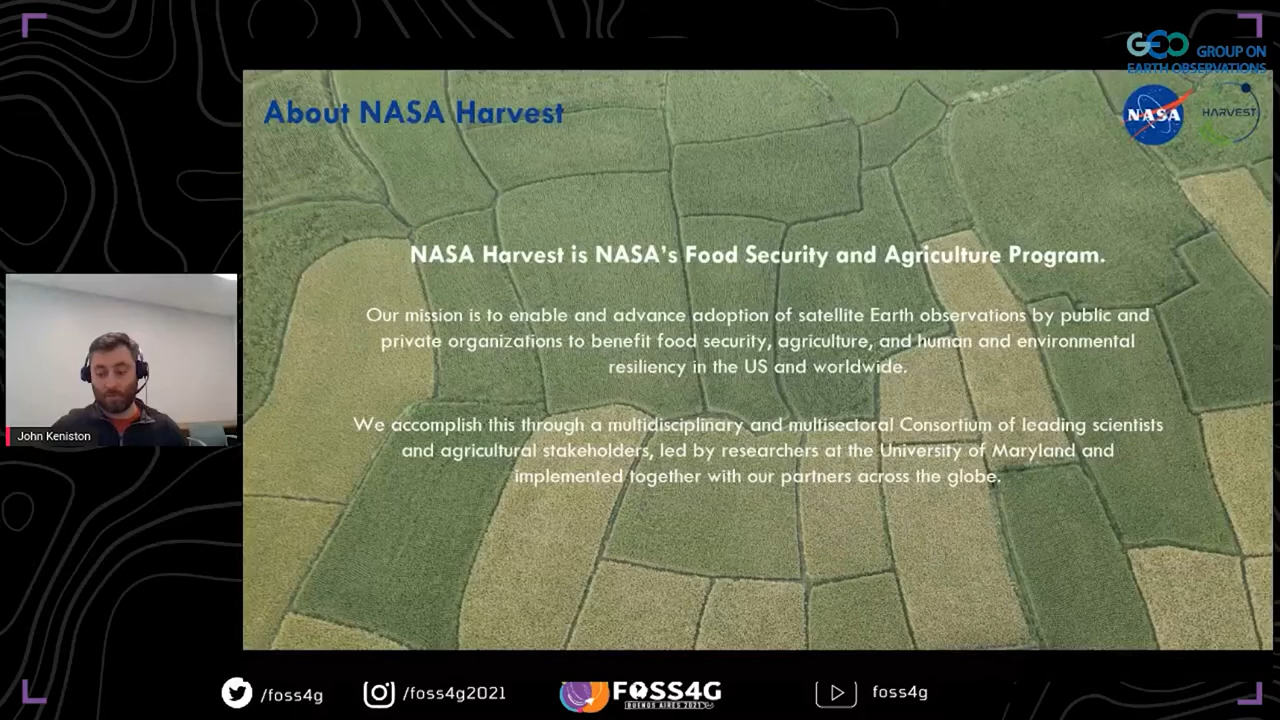 GEO GROUP ON
EARTH OBSERVATIONS
About NASA Harvest
NASA
HARVEST
NASA Harvest is NASA's Food Security and Agriculture Program.
Our mission is to enable and advance adoption of satellite Earth observations by public and
private organizations to benefit food security, agriculture, and human and environmental
resiliency in the US and worldwide.
We accomplish this through a multidisciplinary and multisectoral Consortium of leading scientists
and agricultural stakeholders, led by researchers at the University of Maryland and
implemented together with our partners across the globe.
John Keniston
/foss4g
/foss4g2021
FOSS4G
BUENOS AIRES 2021
foss4g